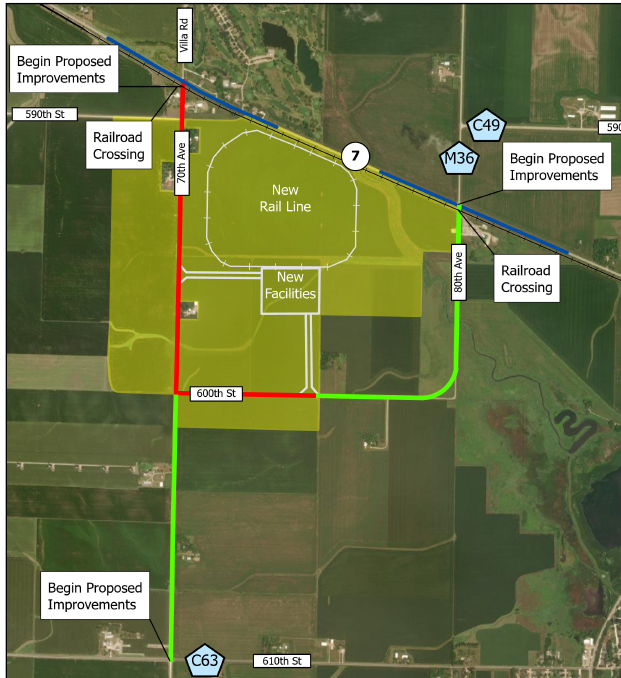 Villa Rd
Begin Proposed
Improvements
590th St
Railroad
Crossing
70th Ave
7
C49
590
M36
Begin Proposed
Improvements
New
Rail Line
80th Ave
Railroad
Crossing
New
Facilities
600th St
Begin Proposed
Improvements
C63
610th St